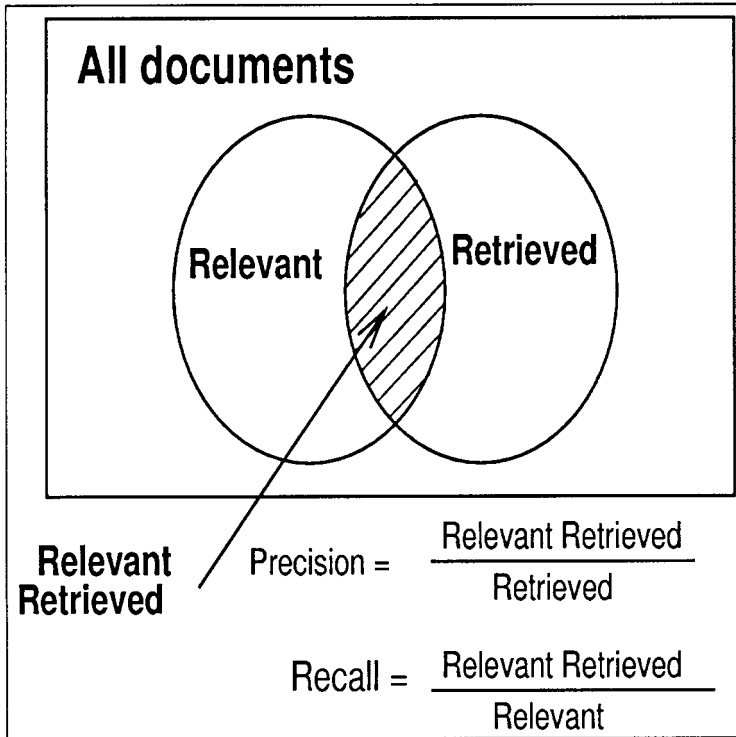 All documents
Relevant
Retrieved
Relevant
Retrieved
Precision = Relevant Retrieved
Retrieved
Recall = Relevant Retrieved
Relevant